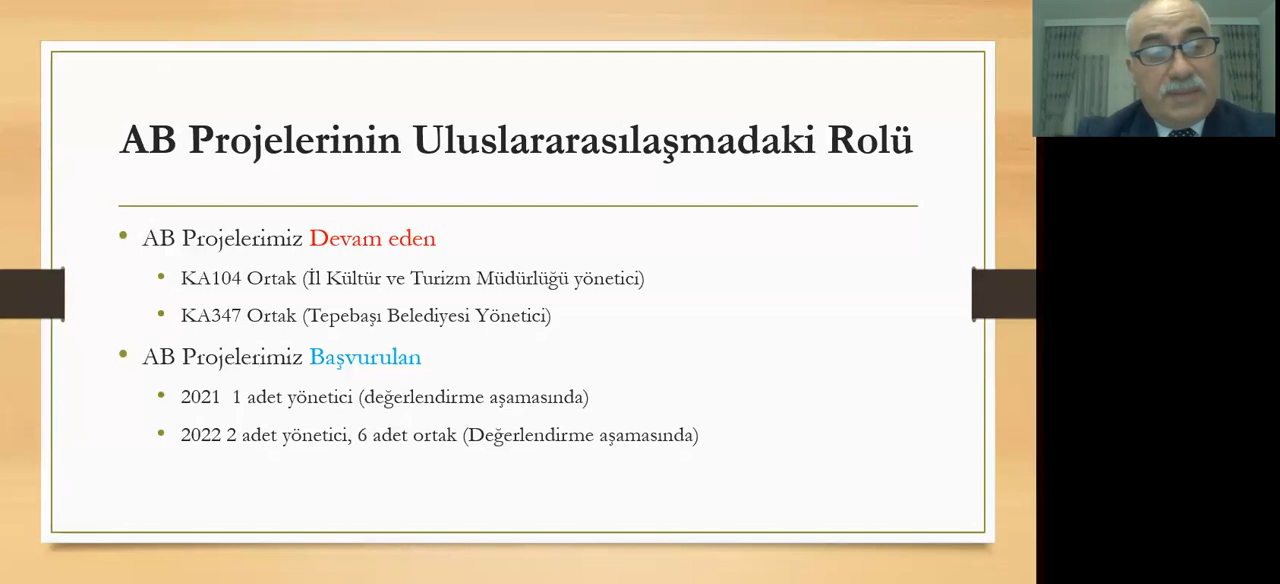 AB Projelerinin Uluslararasılaşmadaki Rolü
AB Projelerimiz Devam eden
KA104 Ortak (İl Kültür ve Turizm Müdürlüğü yönetici)
KA347 Ortak (Tepebaşı Belediyesi Yönetici)
AB Projelerimiz Başvurulan
2021 1 adet yönetici (değerlendirme aşamasında)
2022 2 adet yönetici, 6 adet ortak (Değerlendirme aşamasında)